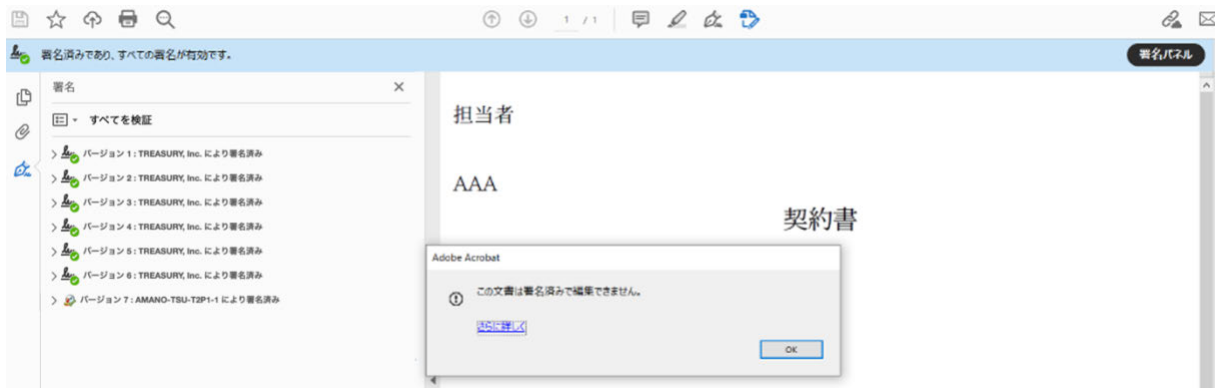 1 / 1
署名済みであり、すべての署名が有効です。
署名パネル
署名
すべてを検証
バージョン 1 : TREASURY, Inc. により署名済み
バージョン 2 : TREASURY, Inc. により署名済み
バージョン 3 : TREASURY, Inc. により署名済み
バージョン 4 : TREASURY, Inc. により署名済み
バージョン 5 : TREASURY, Inc. により署名済み
バージョン 6 : TREASURY, Inc. により署名済み
バージョン 7 : AMANO-TSU-T2P1-1 により署名済み
担当者
AAA
契約書
Adobe Acrobat
この文書は署名済みで編集できません。
さらに詳しく
OK